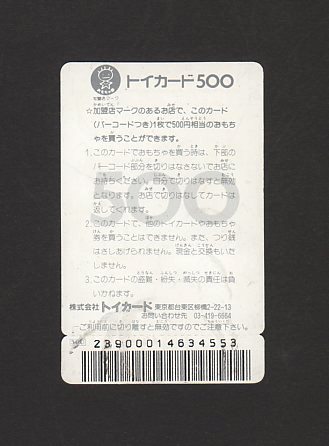 トイカード500
加盟店マーク
☆加盟店マークのあるお店で、このカード
(バーコードつき)1枚で500円相当のおもち
ゃを買うことができます。
1.このカードでおもちゃを買う時は、下部の
バーコード部分を切りはなさないでお店に
お持ちください。自分で切りはなすと無効
となります。お店で切りはなしてカードは
返してくれます。
2.このカードで、他のトイカードやおもちゃ
券を買うことはできません。また、つり銭
はさしあげられません。現金と交換もいた
しません。
3.このカードの盗難・紛失・滅失の責任は負
いかねます。
500
株式会社トイカード 東京都台東区柳橋2-22-13
お問い合わせ先 03-419-6664
ご利用前に切り離すと無効ですのでご注意下さい。
239000014634553